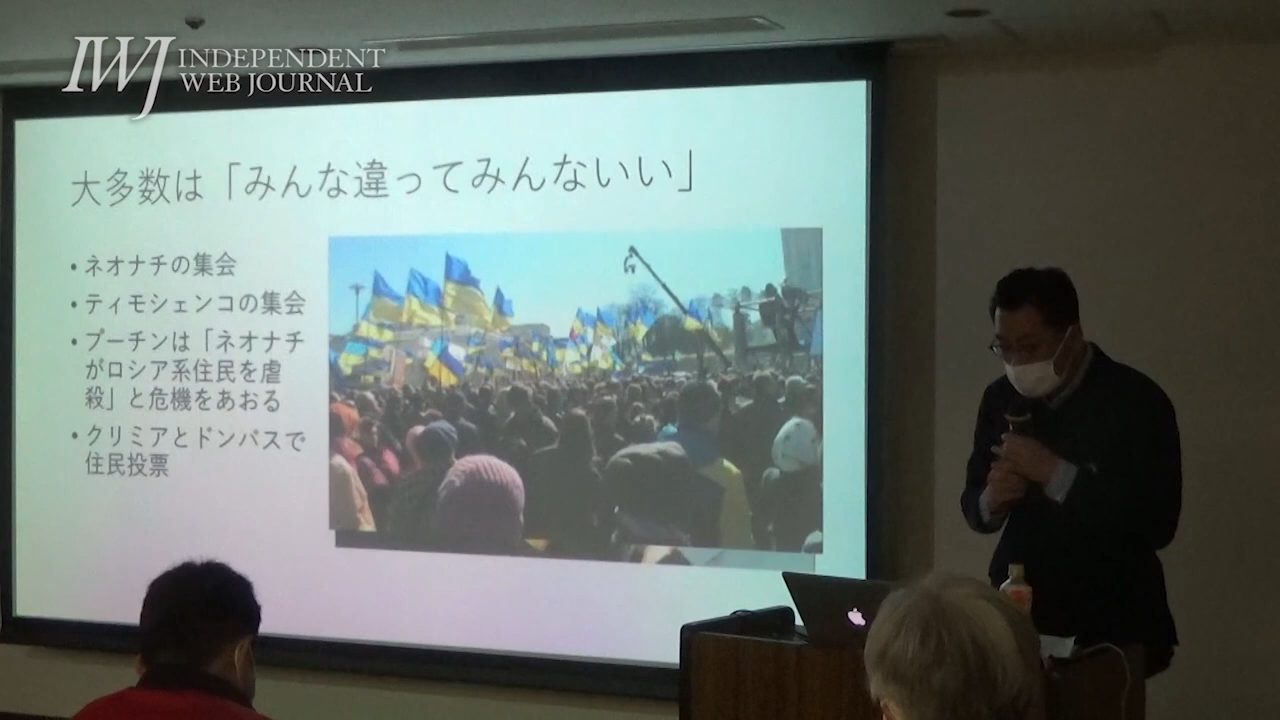 IWJ INDEPENDENT
WEB JOURNAL
大多数は「みんな違ってみんないい」
• ネオナチの集会
• ティモシェンコの集会
• プーチンは「ネオナチ
がロシア系住民を虐
殺」と危機をあおる
• クリミアとドンバスで
住民投票